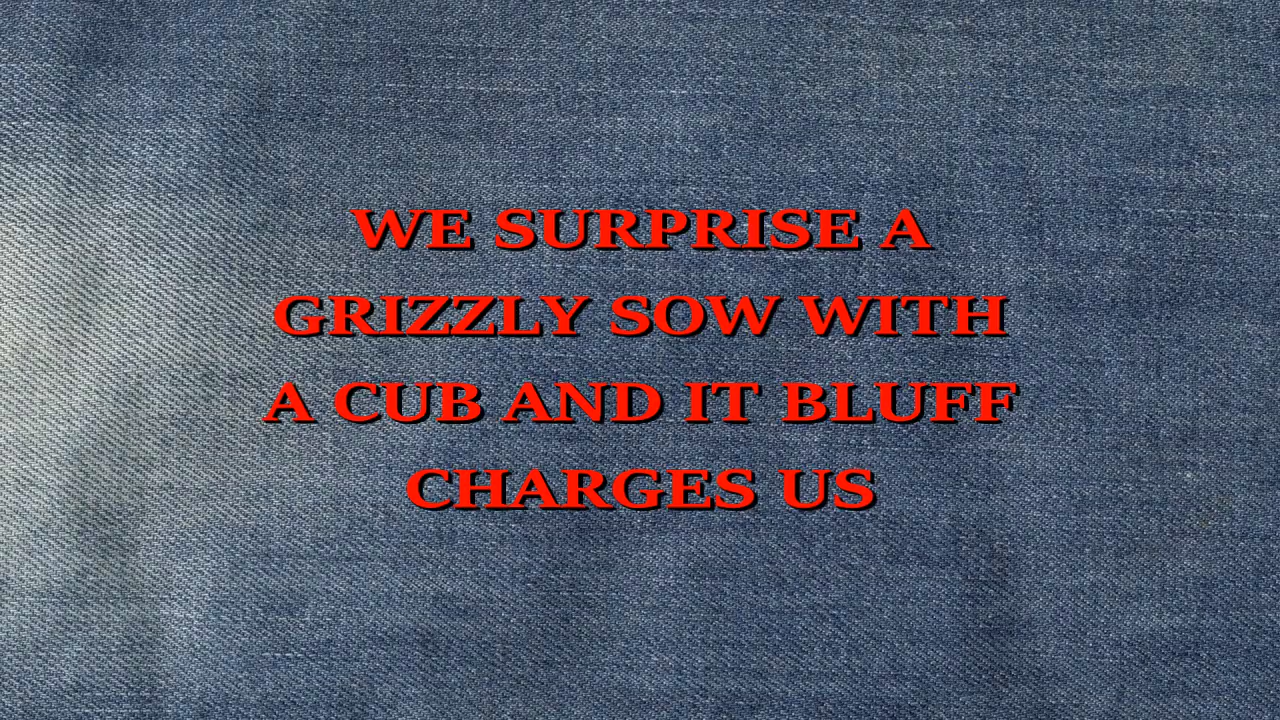 WE SURPRISE A
GRIZZLY SOW WITH
A CUB AND IT BLUFF
CHARGES US